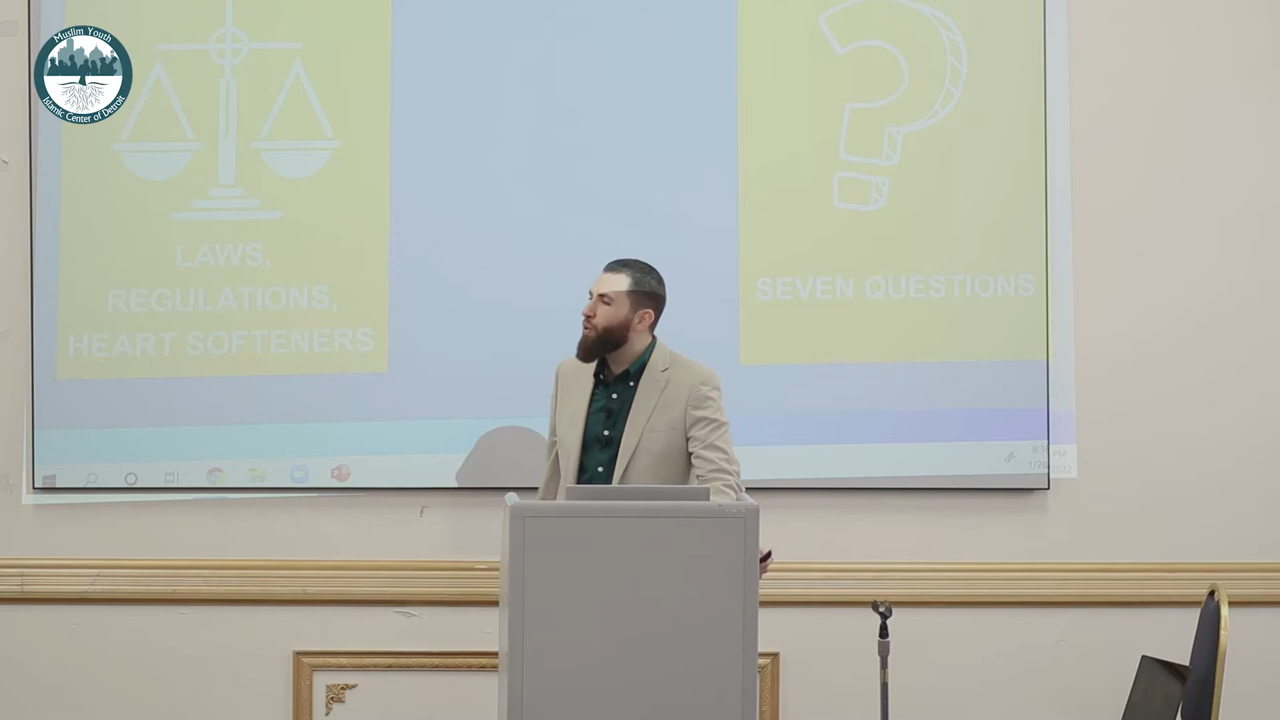 Muslim Youth
Islamic Center of Detroit
LAWS,
REGULATIONS,
HEART SOFTENERS
SEVEN QUESTIONS